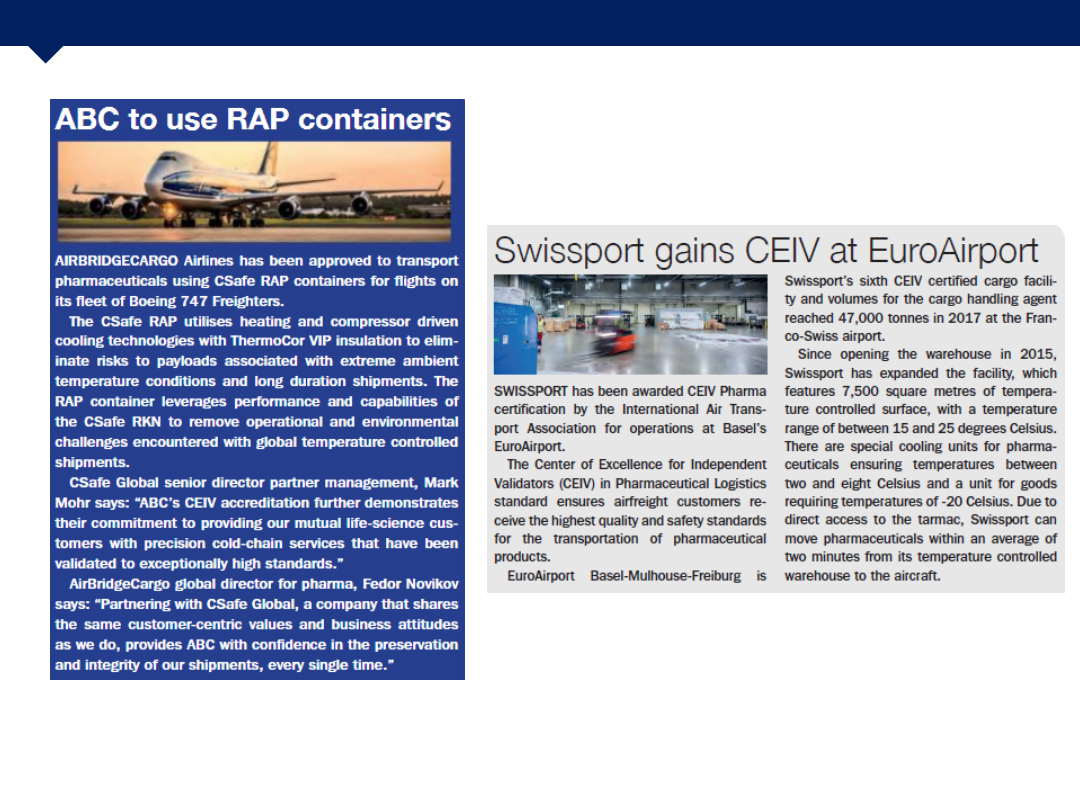 ABC to use RAP containers
AIRBRIDGECARGO Airlines has been approved to transport
pharmaceuticals using CSafe RAP containers for flights on
its fleet of Boeing 747 Freighters.
The CSafe RAP utilises heating and compressor driven
cooling technologies with ThermoCor VIP insulation to elim-
inate risks to payloads associated with extreme ambient
temperature conditions and long duration shipments. The
RAP container leverages performance and capabilities of
the CSafe RKN to remove operational and environmental
challenges encountered with global temperature controlled
shipments.
CSafe Global senior director partner management, Mark
Mohr says: “ABC’s CEIV accreditation further demonstrates
their commitment to providing our mutual life-science cus-
tomers with precision cold-chain services that have been
validated to exceptionally high standards.”
AirBridgeCargo global director for pharma, Fedor Novikov
says: “Partnering with CSafe Global, a company that shares
the same customer-centric values and business attitudes
as we do, provides ABC with confidence in the preservation
and integrity of our shipments, every single time.”
Swissport gains CEIV at EuroAirport
SWISSPORT has been awarded CEIV Pharma
certification by the International Air Trans-
port Association for operations at Basel’s
EuroAirport.
The Center of Excellence for Independent
Validators (CEIV) in Pharmaceutical Logistics
standard ensures airfreight customers re-
ceive the highest quality and safety standards
for the transportation of pharmaceutical
products.
EuroAirport Basel-Mulhouse-Freiburg is
Swissport’s sixth CEIV certified cargo facili-
ty and volumes for the cargo handling agent
reached 47,000 tonnes in 2017 at the Fran-
co-Swiss airport.
Since opening the warehouse in 2015,
Swissport has expanded the facility, which
features 7,500 square metres of tempera-
ture controlled surface, with a temperature
range of between 15 and 25 degrees Celsius.
There are special cooling units for pharma-
ceuticals ensuring temperatures between
two and eight Celsius and a unit for goods
requiring temperatures of -20 Celsius. Due to
direct access to the tarmac, Swissport can
move pharmaceuticals within an average of
two minutes from its temperature controlled
warehouse to the aircraft.